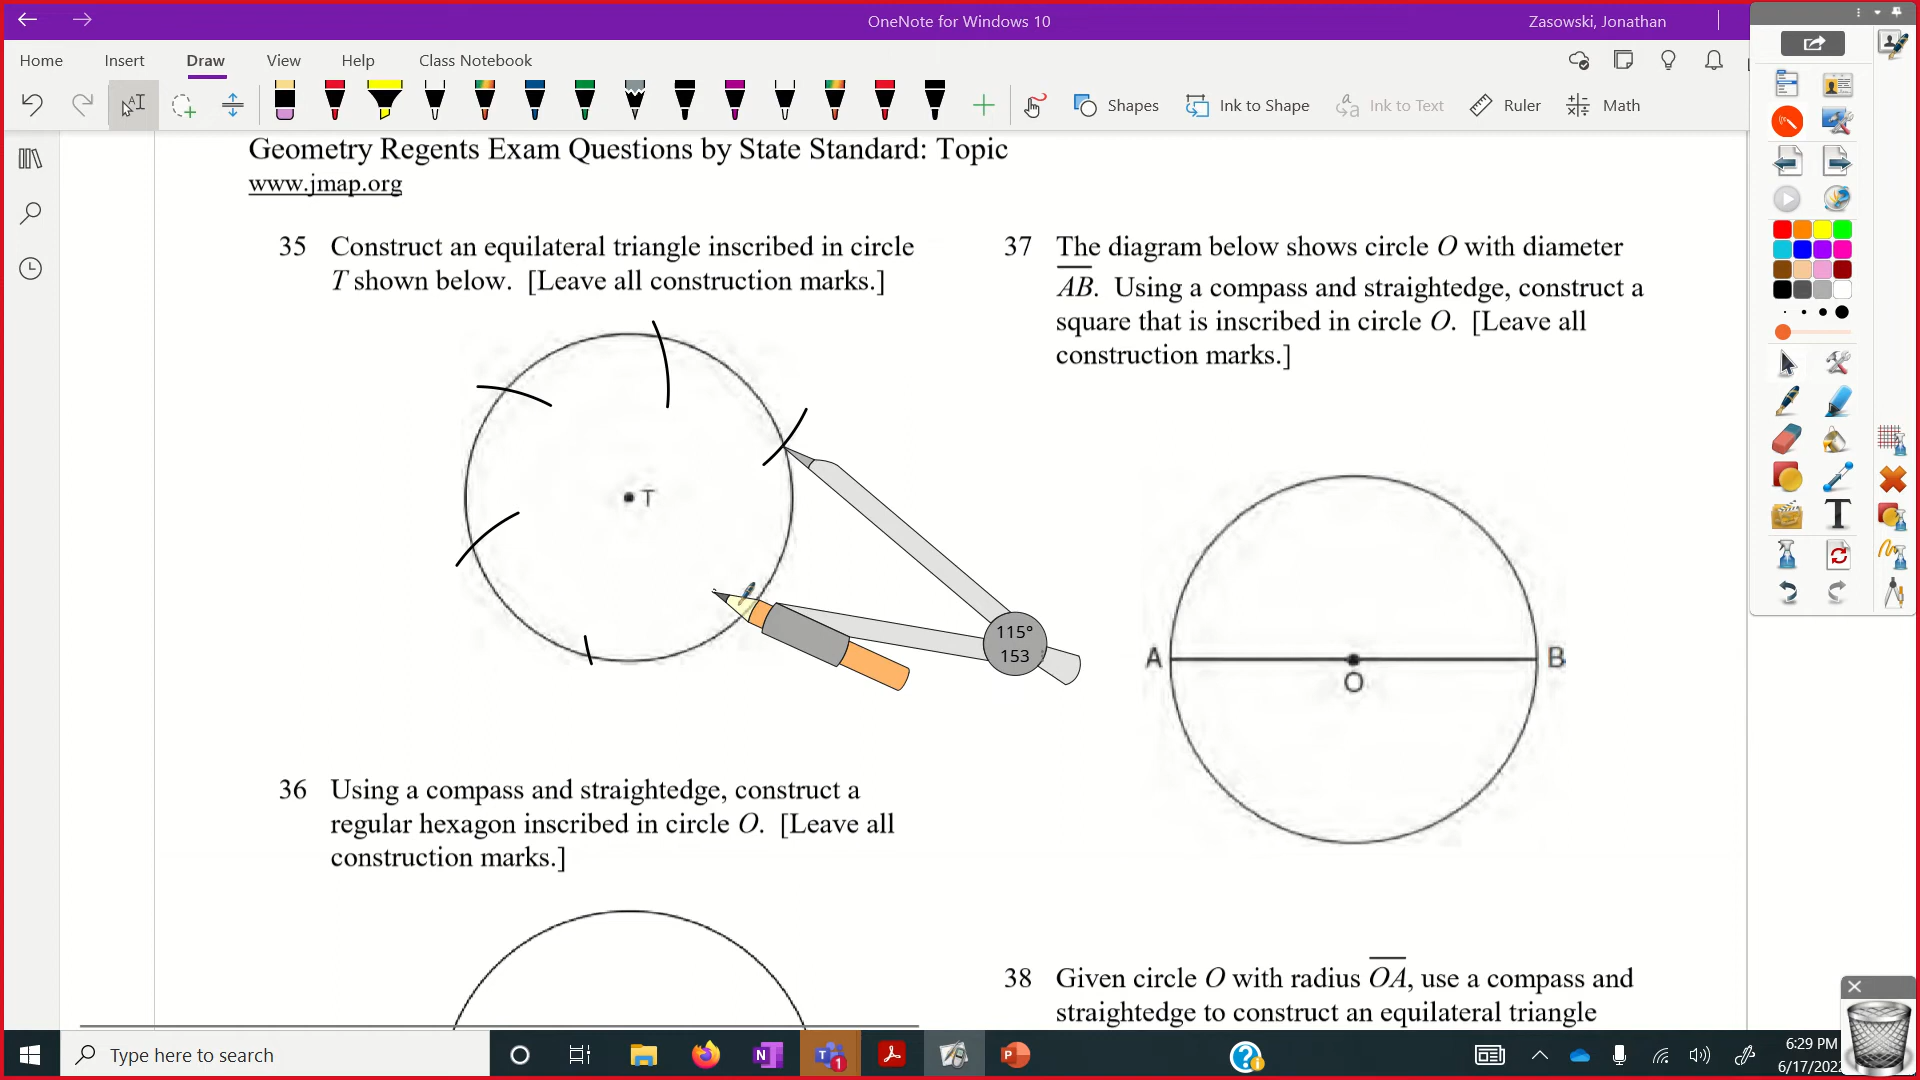 OneNote for Windows 10
Zasowski, Jonathan
Home Insert Draw View Help Class Notebook
Shapes Ink to Shape Ink to Text Ruler Math
Geometry Regents Exam Questions by State Standard: Topic
www.jmap.org
35 Construct an equilateral triangle inscribed in circle
T shown below. [Leave all construction marks.]
T
115°
153
36 Using a compass and straightedge, construct a
regular hexagon inscribed in circle O. [Leave all
construction marks.]
37 The diagram below shows circle O with diameter
AB. Using a compass and straightedge, construct a
square that is inscribed in circle O. [Leave all
construction marks.]
A
B
O
38 Given circle O with radius OA, use a compass and
straightedge to construct an equilateral triangle
Type here to search
1
6:29 PM